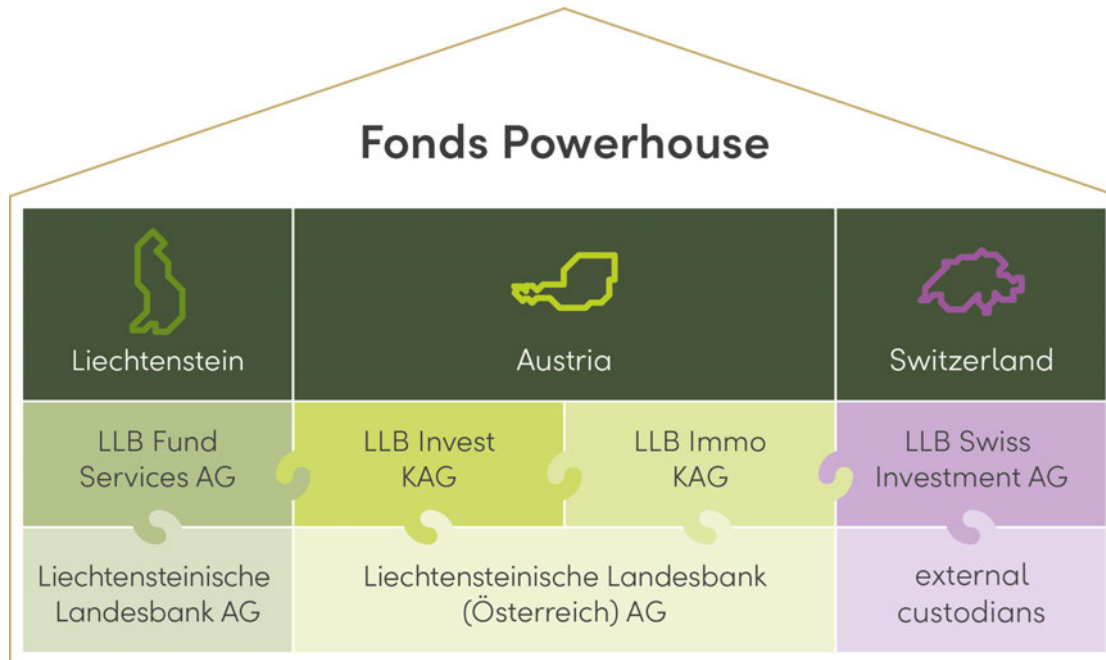 Fonds Powerhouse
Liechtenstein
Austria
Switzerland
LLB Fund
Services AG
LLB Invest
KAG
LLB Immo
KAG
LLB Swiss
Investment AG
Liechtensteinische
Landesbank AG
Liechtensteinische Landesbank
(Österreich) AG
external
custodians